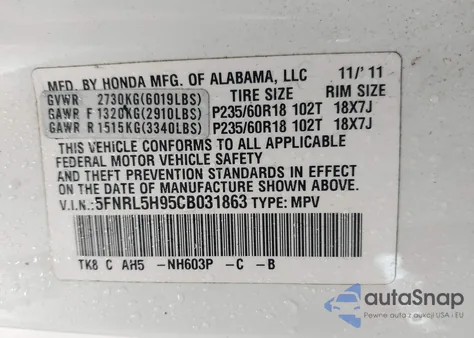 MFD. BY HONDA MFG. OF ALABAMA, LLC 11/'11
GVWR 2730KG(6019LBS) TIRE SIZE RIM SIZE
GAWR F 1320KG(2910LBS) P235/60R18 102T 18X7J
GAWR R 1515KG(3340LBS) P235/60R18 102T 18X7J
THIS VEHICLE CONFORMS TO ALL APPLICABLE
FEDERAL MOTOR VEHICLE SAFETY
AND THEFT PREVENTION STANDARDS IN EFFECT
ON THE DATE OF MANUFACTURE SHOWN ABOVE.
V.I.N.:5FNRL5H95CB031863 TYPE: MPV
TK8 C AH5 -NH603P -C -B
autoSnap
Pewne auta z aukcji USA i EU